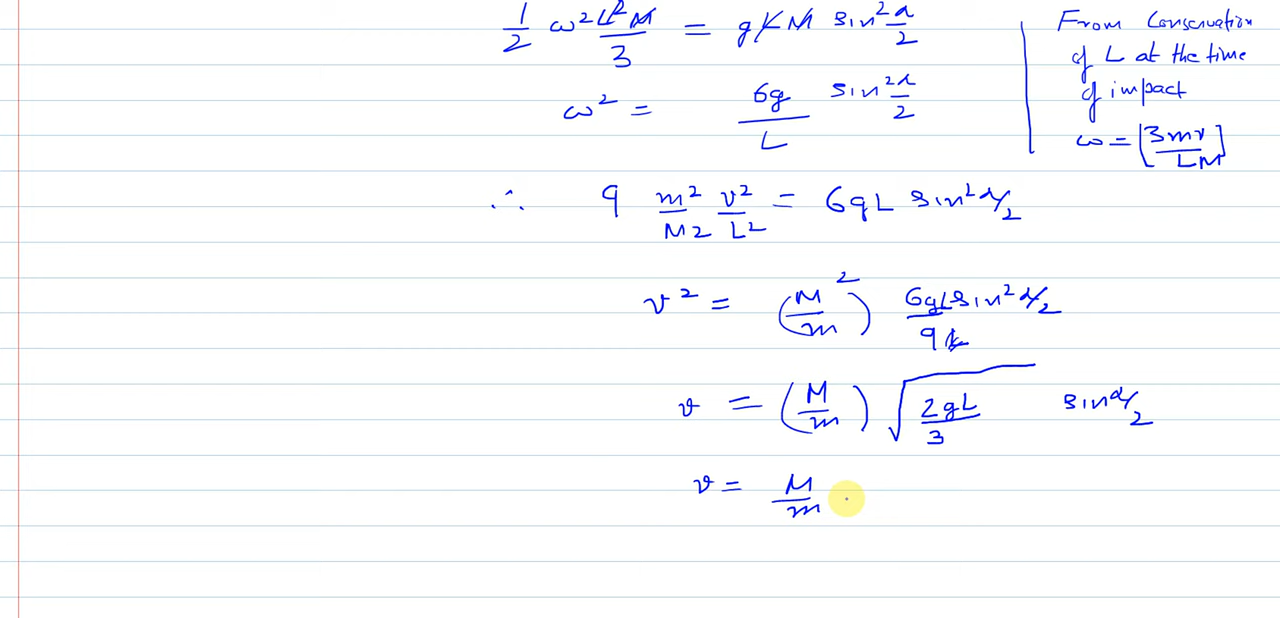 1/2 ω² L²M/3 = gLM sin² α/2
ω² = 6g/L sin² α/2
From Conservation
of L at the time
of impact
ω = [3mv/LM]
∴ 9 m²/M2 v²/L² = 6gL sin² α/2
v² = (M/m)² 6gL sin² α/2 / 9
v = (M/m) √(2gL/3) sin α/2
v = M/m